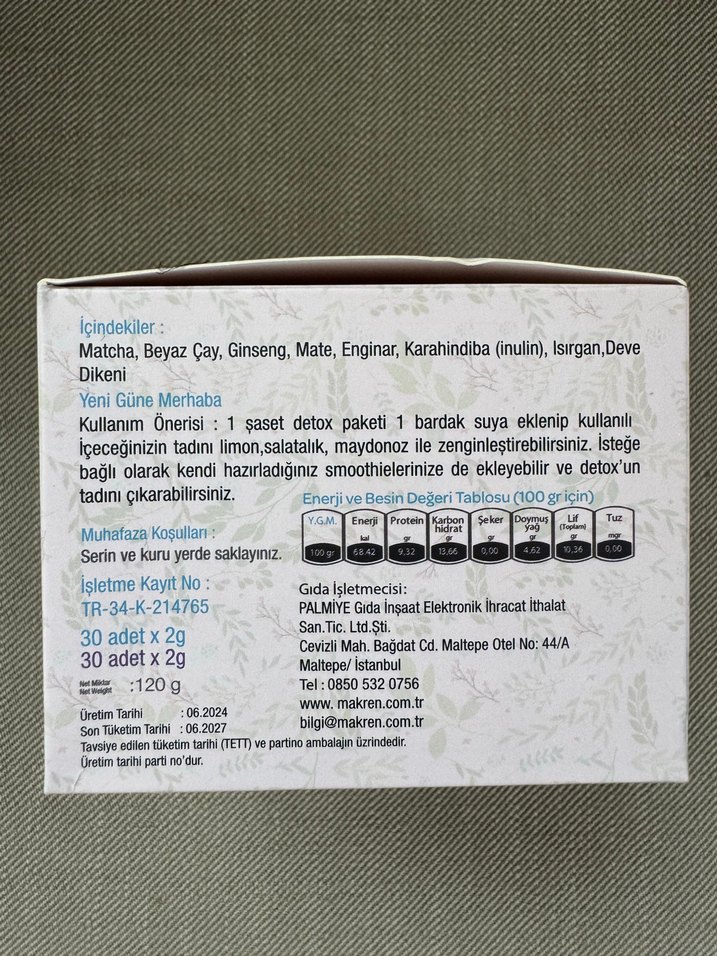 İçindekiler :
Matcha, Beyaz Çay, Ginseng, Mate, Enginar, Karahindiba (inulin), Isırgan,Deve
Dikeni
Yeni Güne Merhaba
Kullanım Önerisi : 1 şaset detox paketi 1 bardak suya eklenip kullanılı
İçeceğinizin tadını limon,salatalık, maydonoz ile zenginleştirebilirsiniz. İsteğe
bağlı olarak kendi hazırladığınız smoothielerinize de ekleyebilir ve detox'un
tadını çıkarabilirsiniz.
Enerji ve Besin Değeri Tablosu (100 gr için)
Y.G.M. Enerji Protein Karbon Şeker Doymuş Lif Tuz
hidrat yağ (Toplam)
kal gr gr gr gr gr mgr
100 gr 68.42 9,32 13,66 0,00 4,62 10,36 0,00
Muhafaza Koşulları :
Serin ve kuru yerde saklayınız.
İşletme Kayıt No :
TR-34-K-214765
30 adet x 2g
30 adet x 2g
Net Miktar
Net Weight :120 g
Üretim Tarihi : 06.2024
Son Tüketim Tarihi : 06.2027
Tavsiye edilen tüketim tarihi (TETT) ve partino ambalajın üzerindedir.
Üretim tarihi parti no'dur.
Gıda İşletmecisi:
PALMİYE Gıda İnşaat Elektronik İhracat İthalat
San.Tic. Ltd.Şti.
Cevizli Mah. Bağdat Cd. Maltepe Otel No: 44/A
Maltepe/ İstanbul
Tel : 0850 532 0756
www. makren.com.tr
bilgi@makren.com.tr